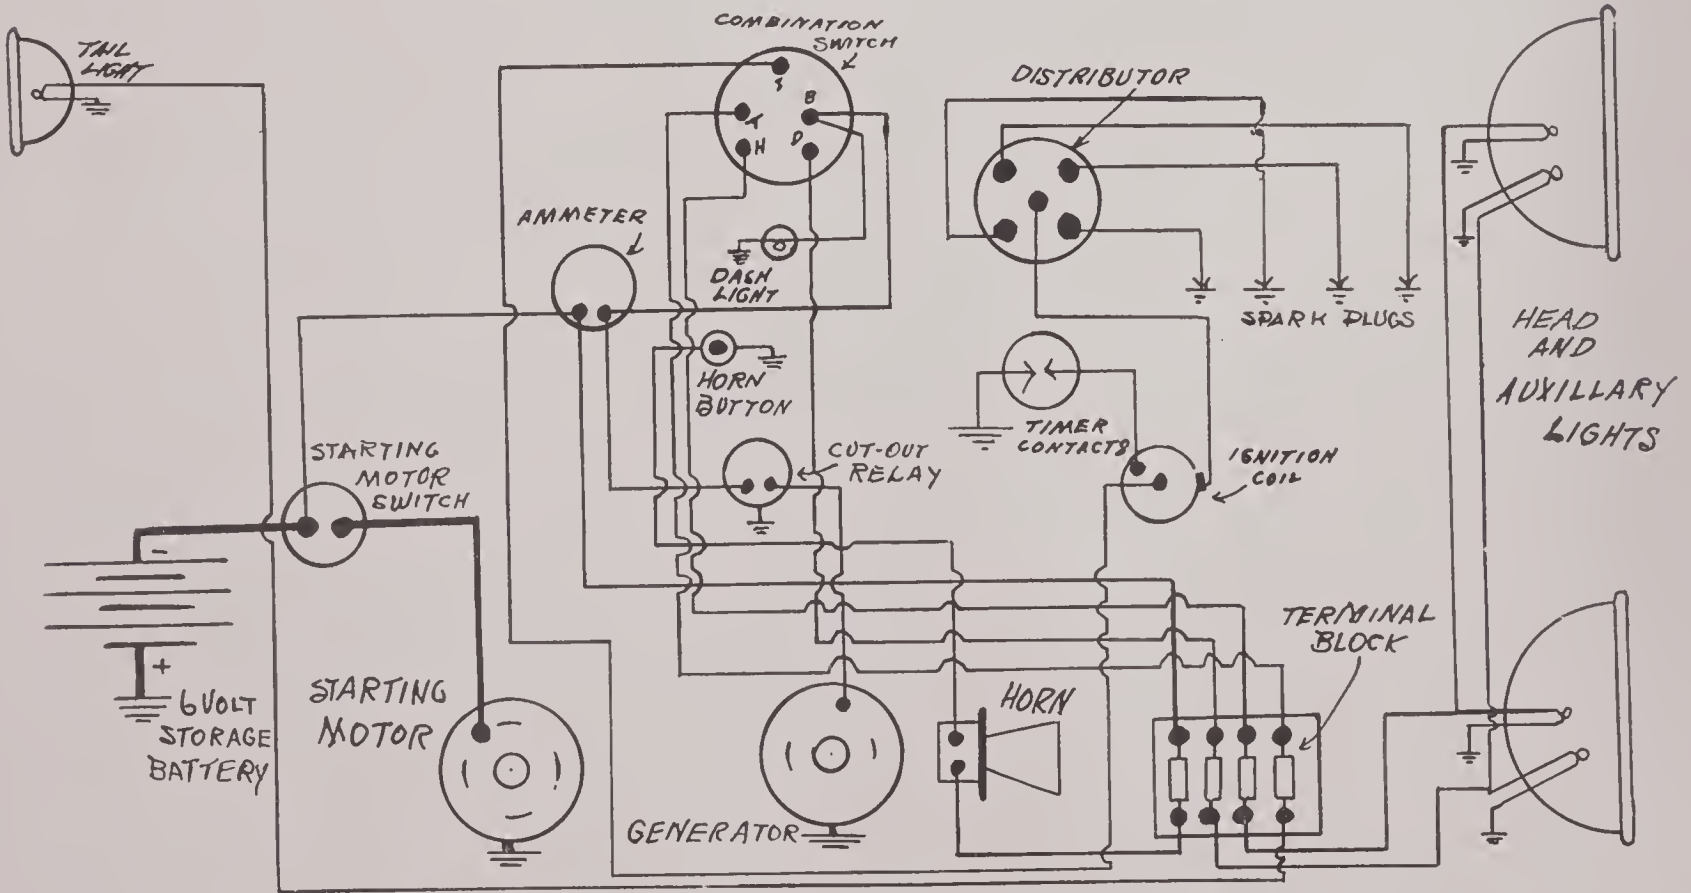 TAIL
LIGHT
COMBINATION
SWITCH
S
B
T
H
D
DISTRIBUTOR
AMMETER
DASH
LIGHT
SPARK PLUGS
HEAD
AND
AUXILLARY
LIGHTS
HORN
BUTTON
TIMER
CONTACTS
IGNITION
COIL
CUT-OUT
RELAY
STARTING
MOTOR
SWITCH
-
+
6 VOLT
STORAGE
BATTERY
STARTING
MOTOR
GENERATOR
HORN
TERMINAL
BLOCK